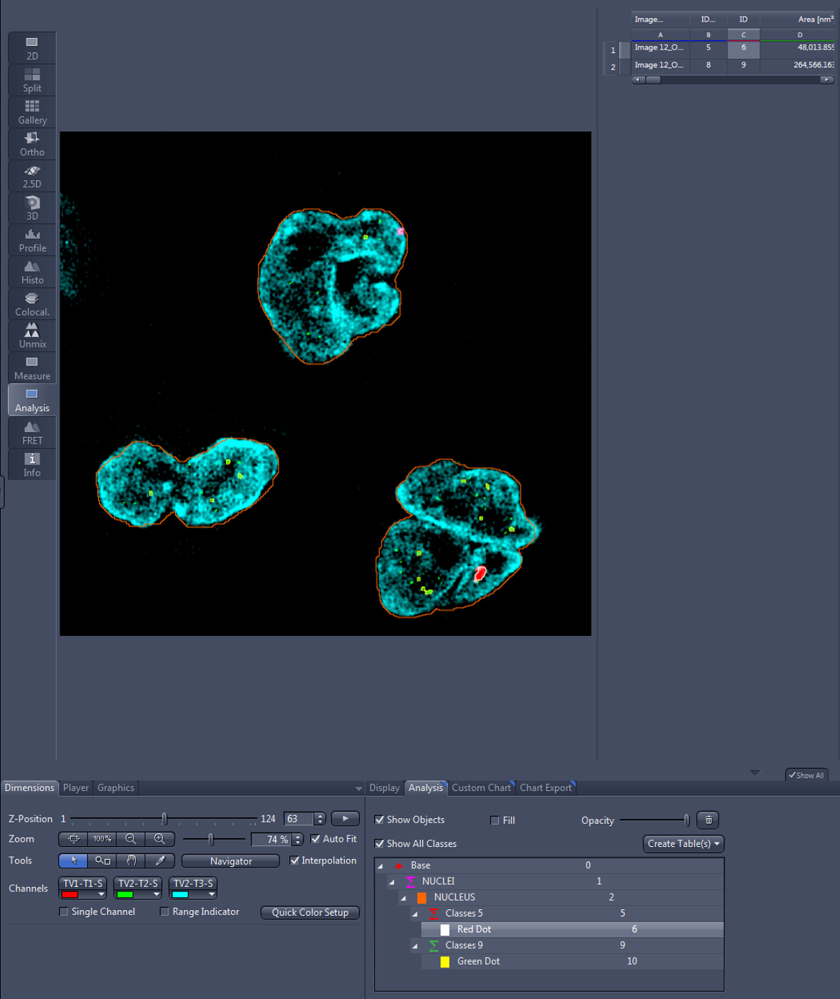 Image... ID... ID Area [nm²
A B C D
1 Image 12_O... 5 6 48,013.859
2 Image 12_O... 8 9 264,566.163
2D
Split
Gallery
Ortho
2.5D
3D
Profile
Histo
Colocal.
Unmix
Measure
Analysis
FRET
Info
Show All
Dimensions Player Graphics
Z-Position 1 124 63
Zoom 100% 74 % Auto Fit
Tools Navigator Interpolation
Channels TV1-T1-S TV2-T2-S TV2-T3-S
Single Channel Range Indicator Quick Color Setup
Display Analysis Custom Chart Chart Export
Show Objects Fill Opacity
Show All Classes Create Table(s)
Base 0
NUCLEI 1
NUCLEUS 2
Classes 5 5
Red Dot 6
Classes 9 9
Green Dot 10